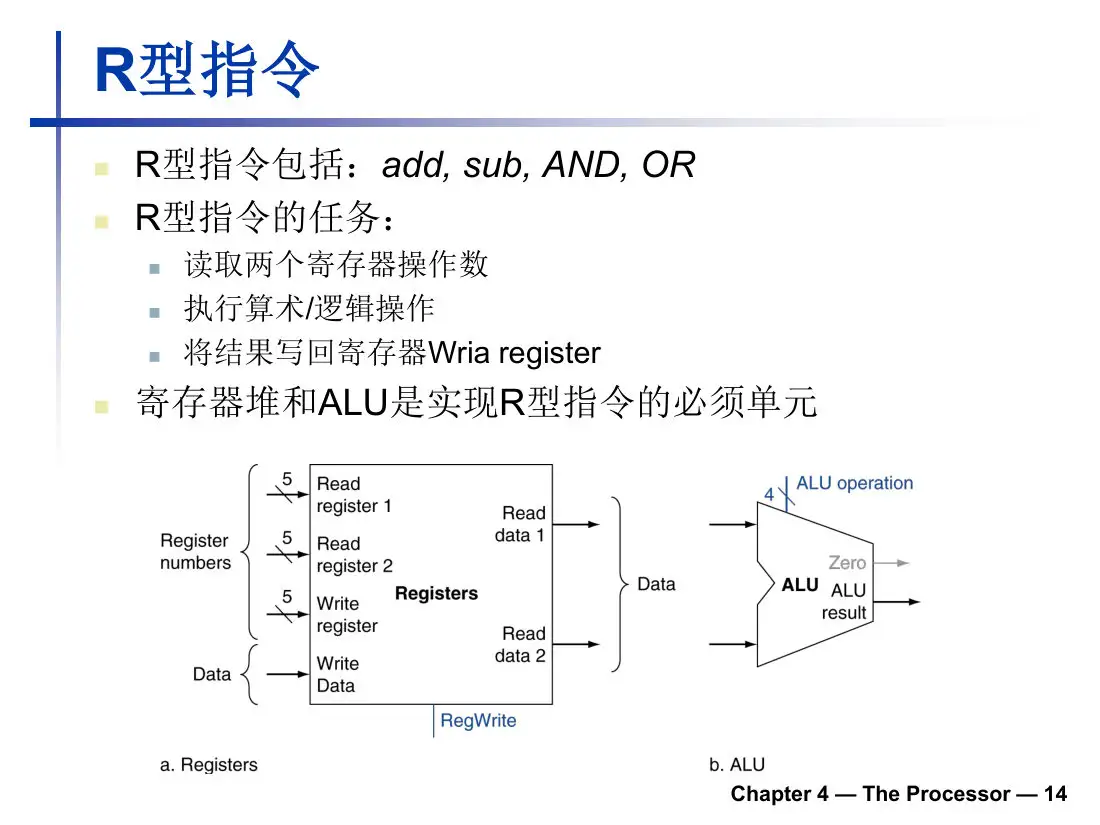 R型指令
R型指令包括：add, sub, AND, OR
R型指令的任务：
读取两个寄存器操作数
执行算术/逻辑操作
将结果写回寄存器Wria register
寄存器堆和ALU是实现R型指令的必须单元
Register
numbers
5
5
5
Data
Read
register 1
Read
register 2
Write
register
Write
Data
Registers
Read
data 1
Read
data 2
RegWrite
Data
4
ALU operation
Zero
ALU
ALU
result
a. Registers
b. ALU
Chapter 4 — The Processor — 14